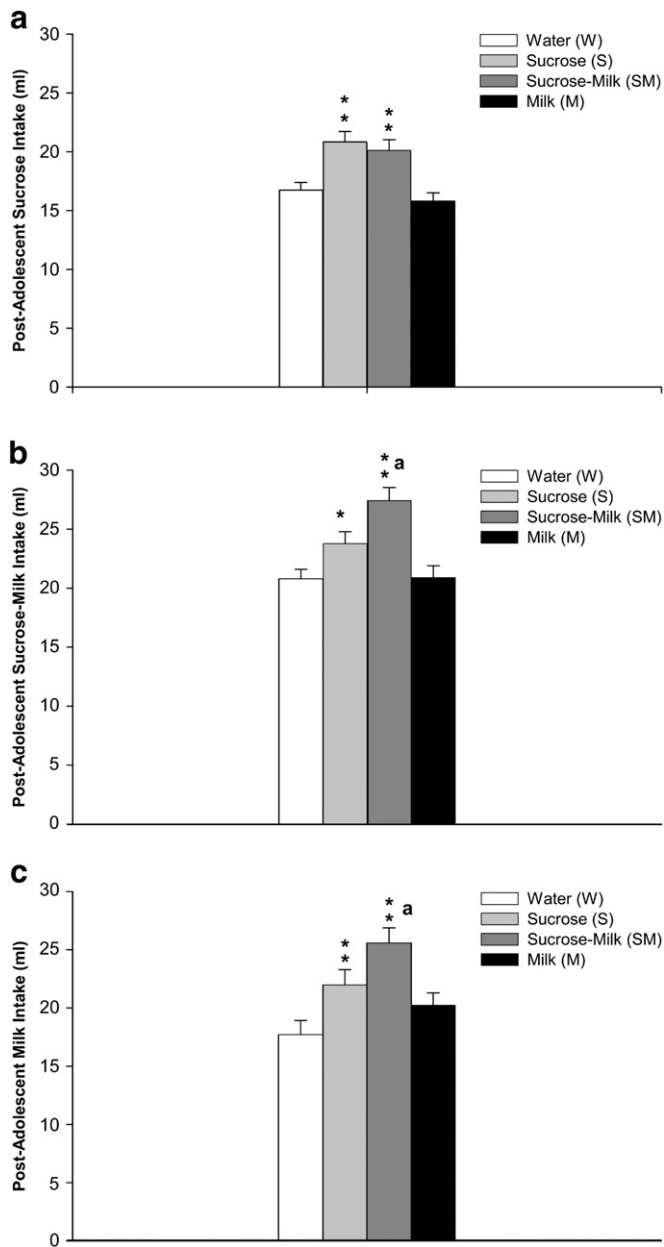 a
Post-Adolescent Sucrose Intake (ml)
30
25
20
15
10
5
0
Water (W)
Sucrose (S)
Sucrose-Milk (SM)
Milk (M)
*
*
*
*
b
Post-Adolescent Sucrose-Milk Intake (ml)
30
25
20
15
10
5
0
Water (W)
Sucrose (S)
Sucrose-Milk (SM)
Milk (M)
*
*
* a
c
Post-Adolescent Milk Intake (ml)
30
25
20
15
10
5
0
Water (W)
Sucrose (S)
Sucrose-Milk (SM)
Milk (M)
*
*
*
* a